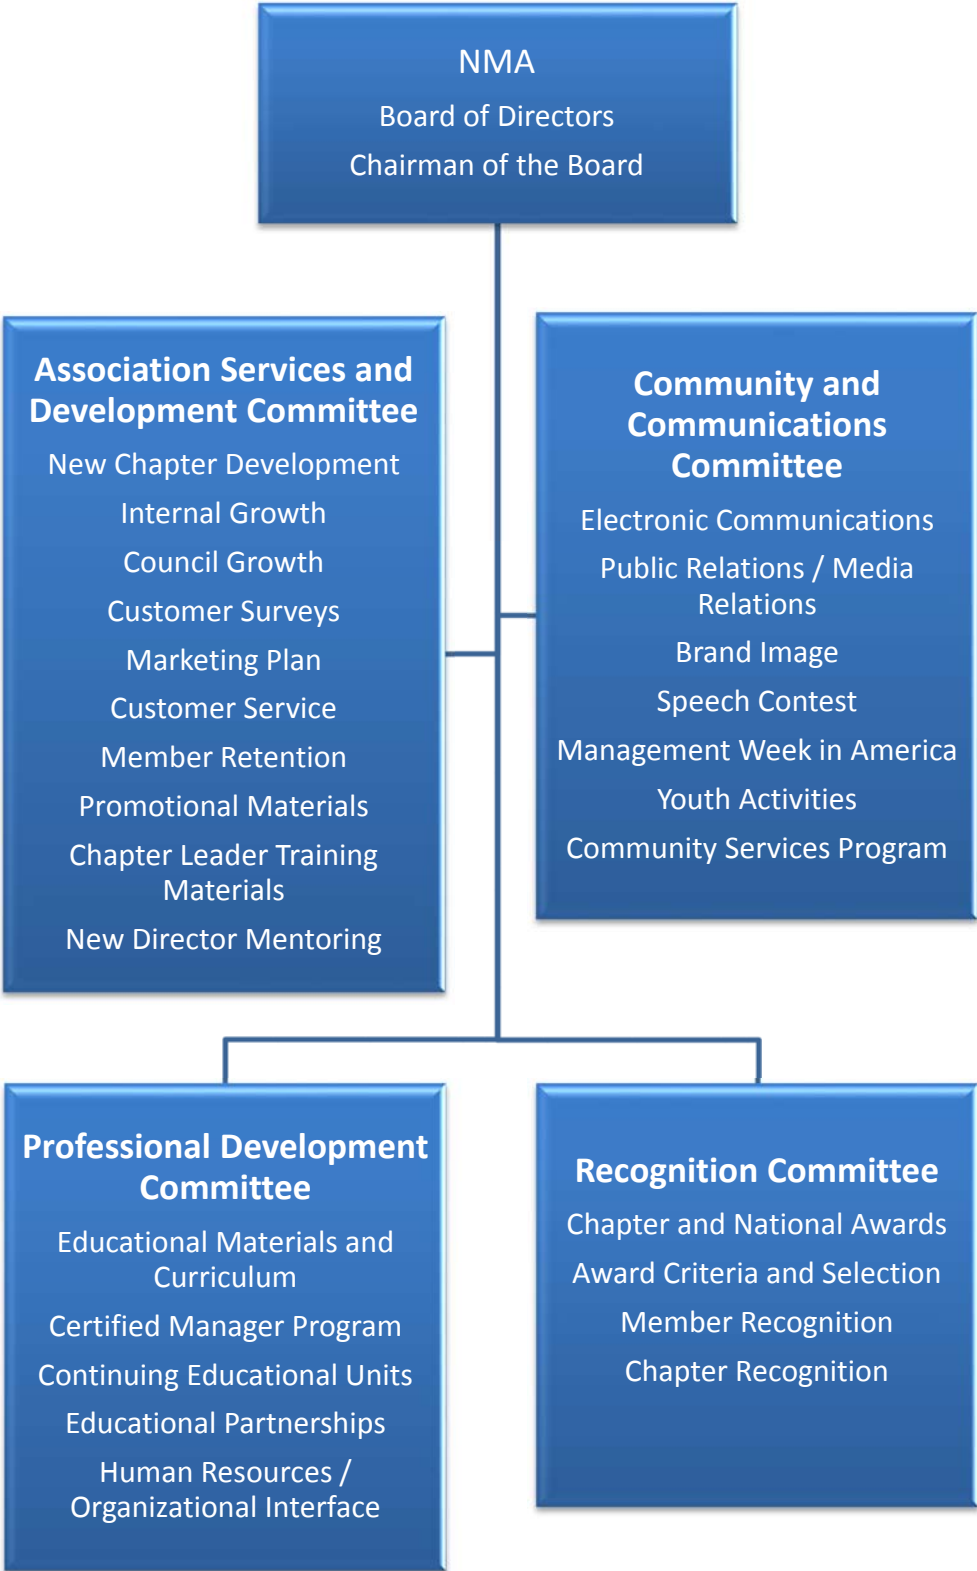 NMA
Board of Directors
Chairman of the Board
Association Services and
Development Committee
New Chapter Development
Internal Growth
Council Growth
Customer Surveys
Marketing Plan
Customer Service
Member Retention
Promotional Materials
Chapter Leader Training
Materials
New Director Mentoring
Community and
Communications
Committee
Electronic Communications
Public Relations / Media
Relations
Brand Image
Speech Contest
Management Week in America
Youth Activities
Community Services Program
Professional Development
Committee
Educational Materials and
Curriculum
Certified Manager Program
Continuing Educational Units
Educational Partnerships
Human Resources /
Organizational Interface
Recognition Committee
Chapter and National Awards
Award Criteria and Selection
Member Recognition
Chapter Recognition